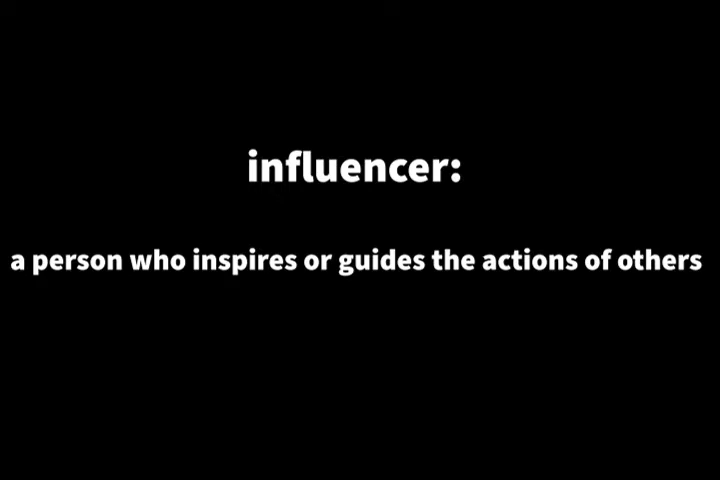 influencer:
a person who inspires or guides the actions of others